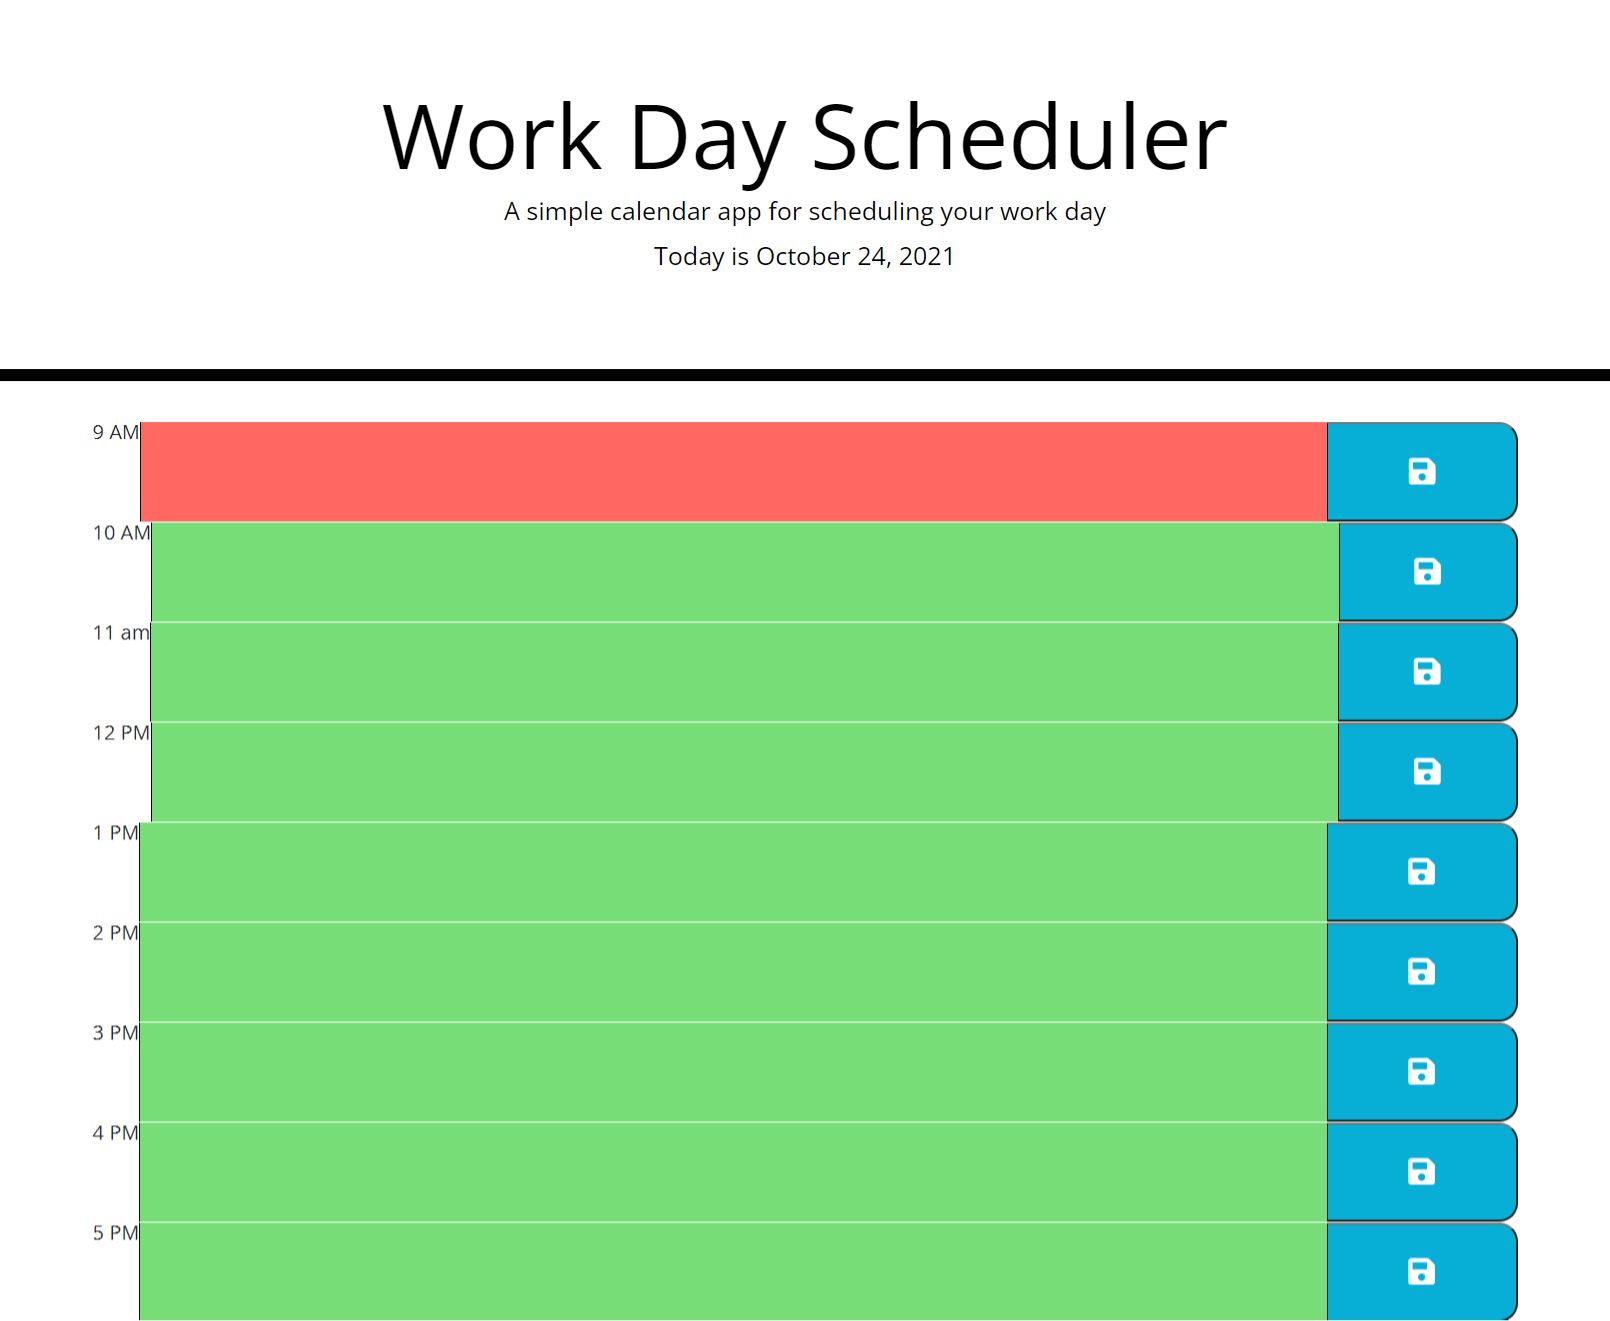 Work Day Scheduler
A simple calendar app for scheduling your work day
Today is October 24, 2021
9 AM
10 AM
11 am
12 PM
1 PM
2 PM
3 PM
4 PM
5 PM